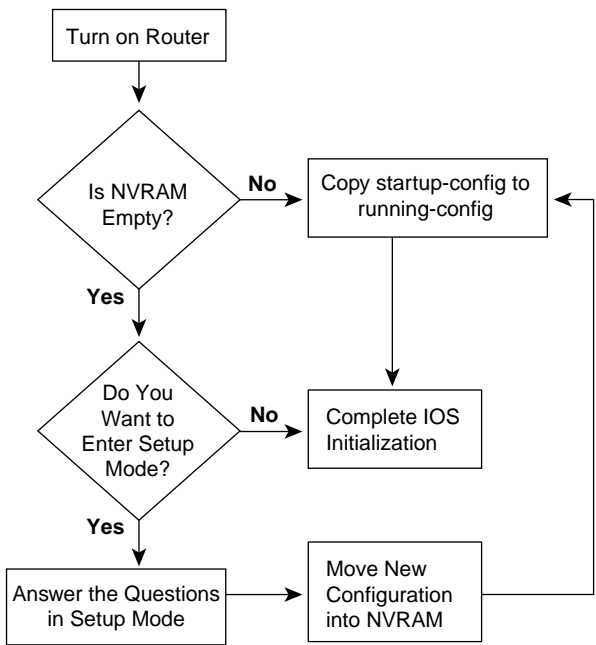 Turn on Router
Is NVRAM
Empty?
No
Copy startup-config to
running-config
Yes
Do You
Want to
Enter Setup
Mode?
No
Complete IOS
Initialization
Yes
Answer the Questions
in Setup Mode
Move New
Configuration
into NVRAM